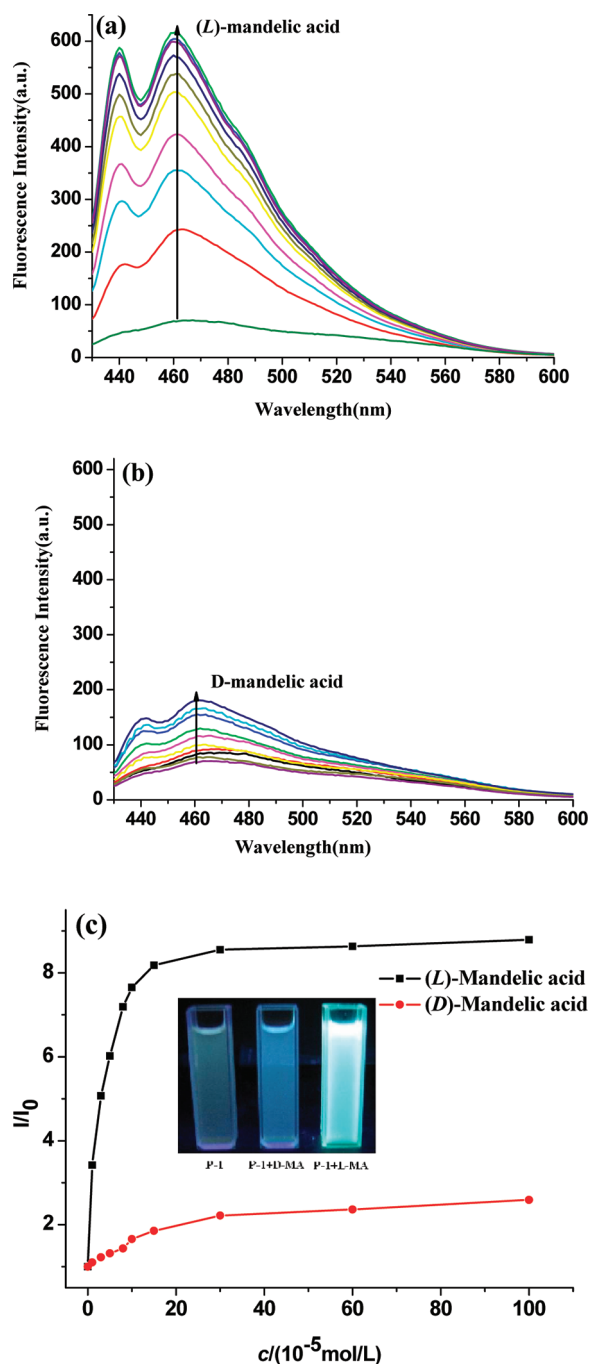 (a)
(L)-mandelic acid
600
500
400
300
200
100
0
Fluorescence Intensity(a.u.)
440 460 480 500 520 540 560 580 600
Wavelength(nm)
(b)
D-mandelic acid
600
500
400
300
200
100
0
Fluorescence Intensity(a.u.)
440 460 480 500 520 540 560 580 600
Wavelength(nm)
(c)
8
6
4
2
I/I0
(L)-Mandelic acid
(D)-Mandelic acid
P-1 P-1+D-MA P-1+L-MA
0 20 40 60 80 100
c/(10-5mol/L)